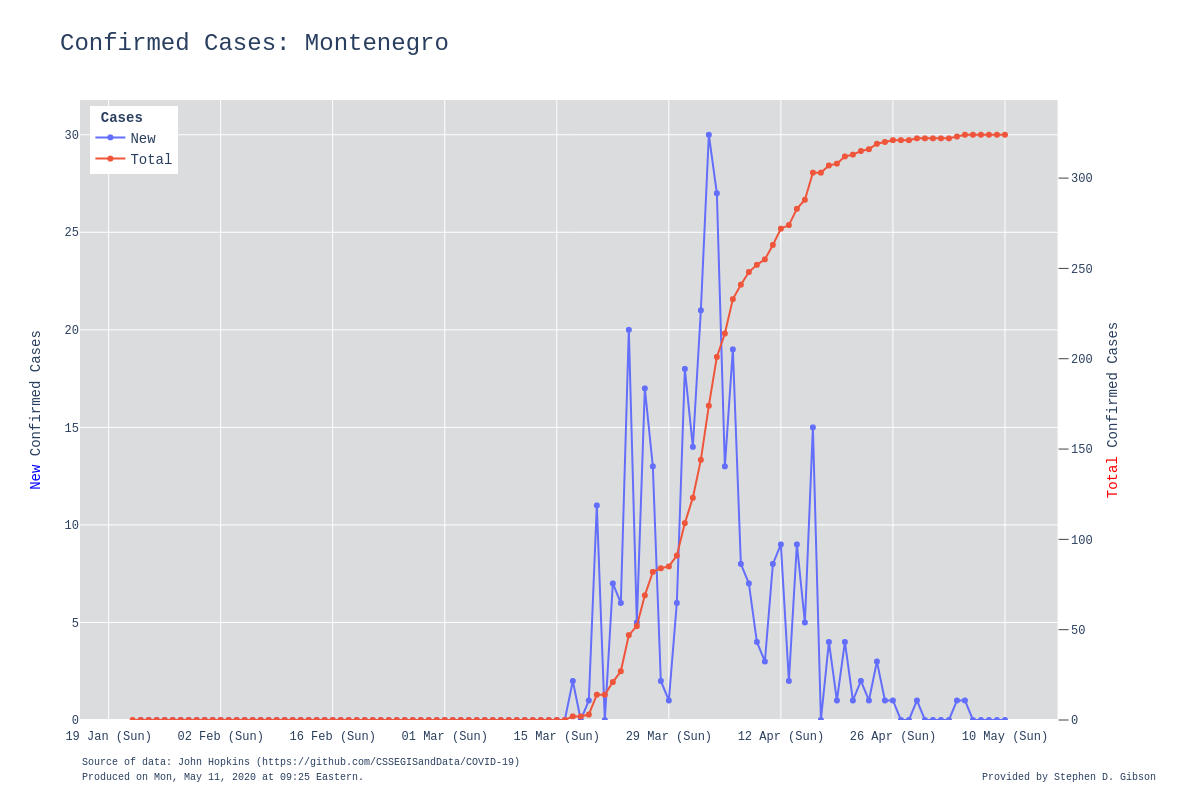 Confirmed Cases: Montenegro
Cases
New
Total
30
25
20
15
10
5
0
300
250
200
150
100
50
0
New Confirmed Cases
Total Confirmed Cases
19 Jan (Sun) 02 Feb (Sun) 16 Feb (Sun) 01 Mar (Sun) 15 Mar (Sun) 29 Mar (Sun) 12 Apr (Sun) 26 Apr (Sun) 10 May (Sun)
Source of data: John Hopkins (https://github.com/CSSEGISandData/COVID-19)
Produced on Mon, May 11, 2020 at 09:25 Eastern.
Provided by Stephen D. Gibson